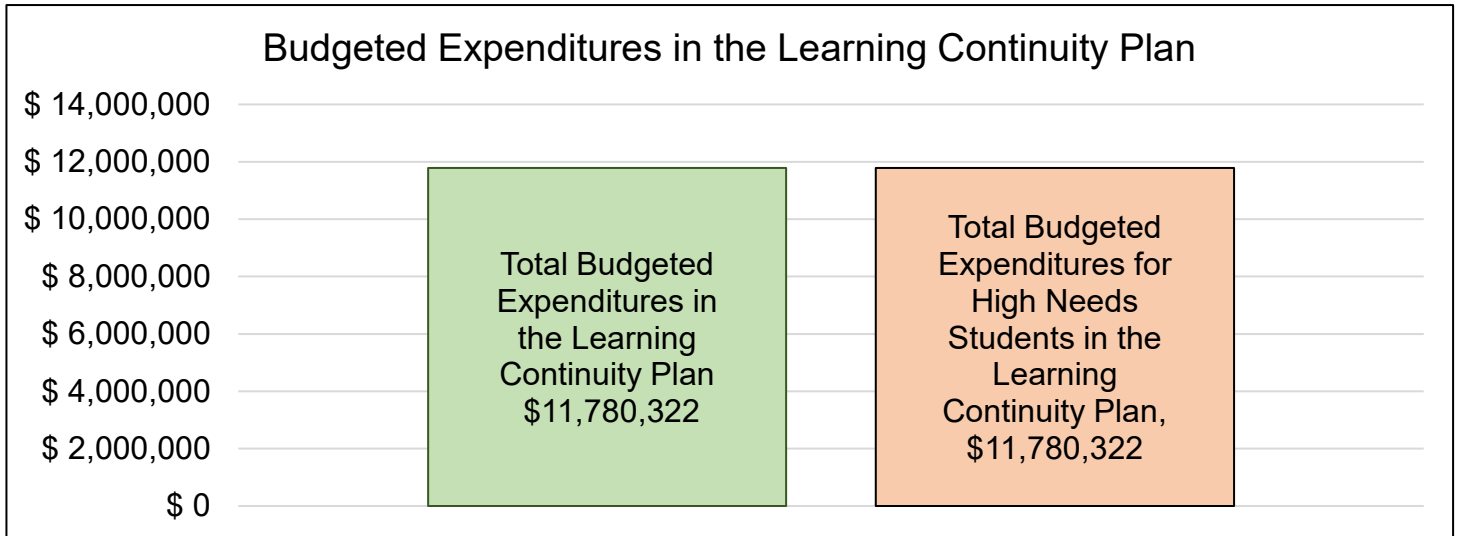 Budgeted Expenditures in the Learning Continuity Plan
$ 14,000,000
$ 12,000,000
$ 10,000,000
$ 8,000,000
$ 6,000,000
$ 4,000,000
$ 2,000,000
$ 0
Total Budgeted
Expenditures in
the Learning
Continuity Plan
$11,780,322
Total Budgeted
Expenditures for
High Needs
Students in the
Learning
Continuity Plan,
$11,780,322